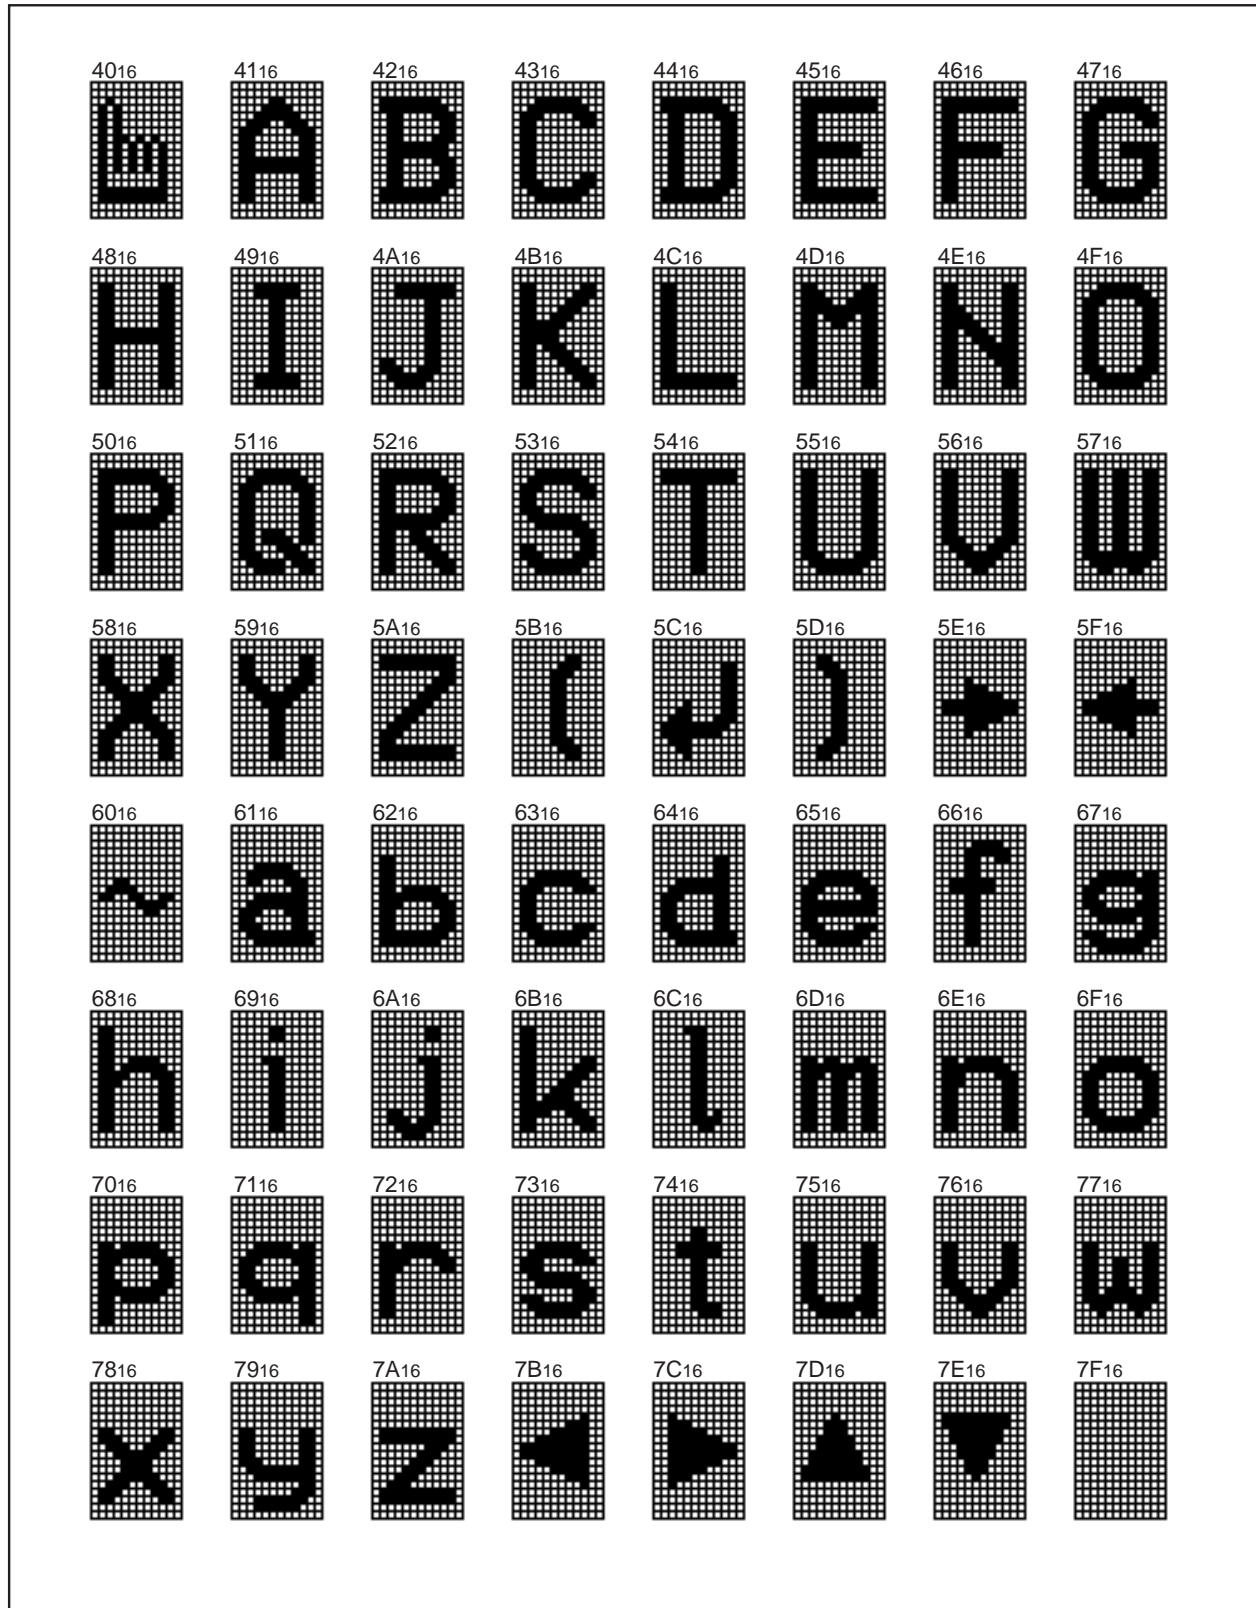 4016 4116 4216 4316 4416 4516 4616 4716
A B C D E F G
4816 4916 4A16 4B16 4C16 4D16 4E16 4F16
H I J K L M N O
5016 5116 5216 5316 5416 5516 5616 5716
P Q R S T U V W
5816 5916 5A16 5B16 5C16 5D16 5E16 5F16
X Y Z ( )
6016 6116 6216 6316 6416 6516 6616 6716
~ a b c d e f g
6816 6916 6A16 6B16 6C16 6D16 6E16 6F16
h i j k l m n o
7016 7116 7216 7316 7416 7516 7616 7716
p q r s t u v w
7816 7916 7A16 7B16 7C16 7D16 7E16 7F16
x y z